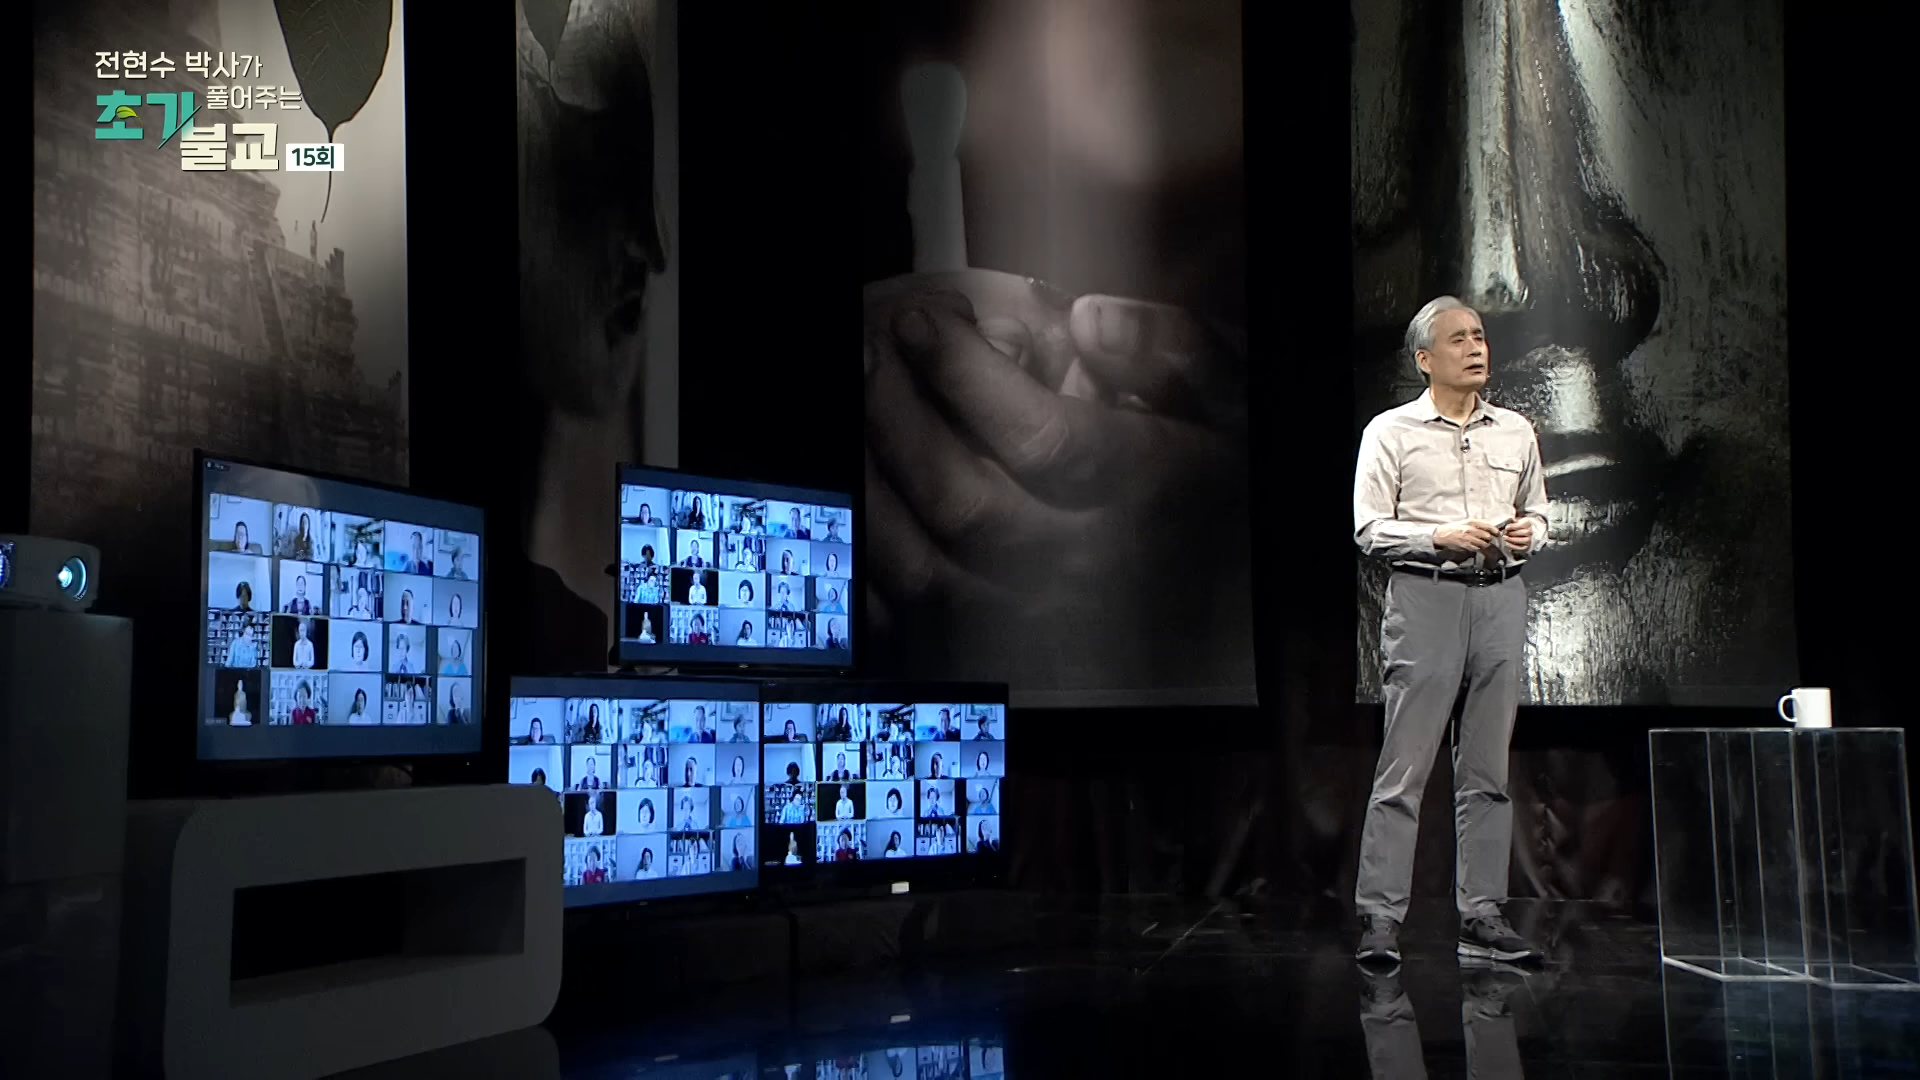 전현수 박사가
풀어주는
초기
불교 15회